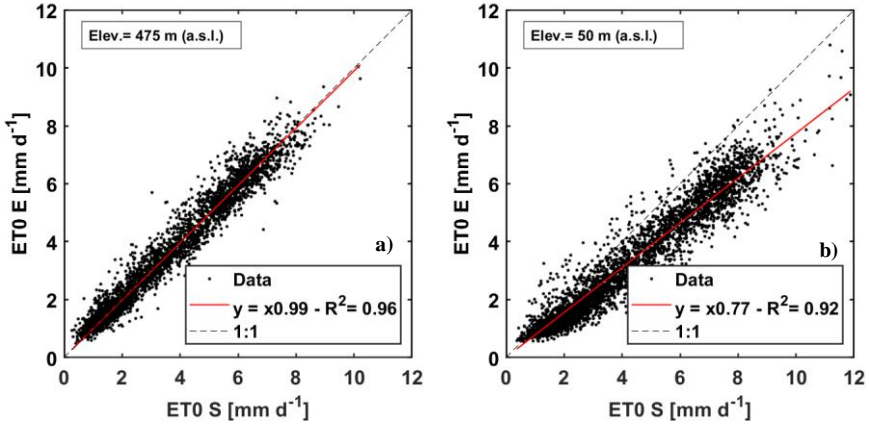 Elev.= 475 m (a.s.l.)
12
10
8
6
4
2
0
ET0 E [mm d⁻¹]
a)
Data
y = x0.99 - R²= 0.96
1:1
0 2 4 6 8 10 12
ET0 S [mm d⁻¹]
Elev.= 50 m (a.s.l.)
12
10
8
6
4
2
0
ET0 E [mm d⁻¹]
b)
Data
y = x0.77 - R²= 0.92
1:1
0 2 4 6 8 10 12
ET0 S [mm d⁻¹]